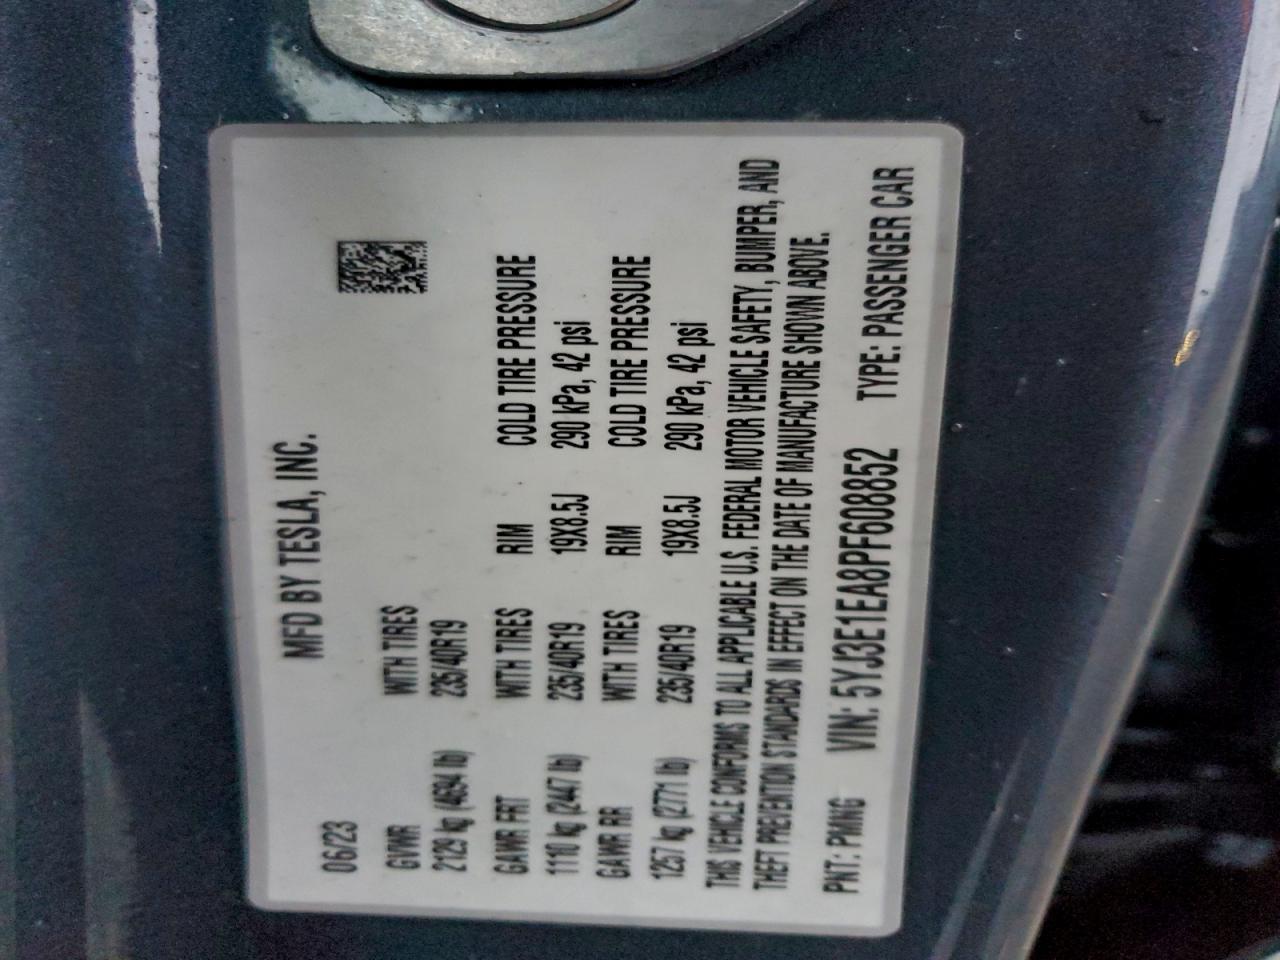 MFD BY TESLA, INC.
06/23
GVWR WITH TIRES
2129 kg (4694 lb) 235/40R19
GAWR FRT WITH TIRES RIM COLD TIRE PRESSURE
1110 kg (2447 lb) 235/40R19 19X8.5J 290 kPa, 42 psi
GAWR RR WITH TIRES RIM COLD TIRE PRESSURE
1257 kg (2771 lb) 235/40R19 19X8.5J 290 kPa, 42 psi
THIS VEHICLE CONFORMS TO ALL APPLICABLE U.S. FEDERAL MOTOR VEHICLE SAFETY, BUMPER, AND
THEFT PREVENTION STANDARDS IN EFFECT ON THE DATE OF MANUFACTURE SHOWN ABOVE.
PNT: PMNG VIN: 5YJ3E1EA8PF608852 TYPE: PASSENGER CAR